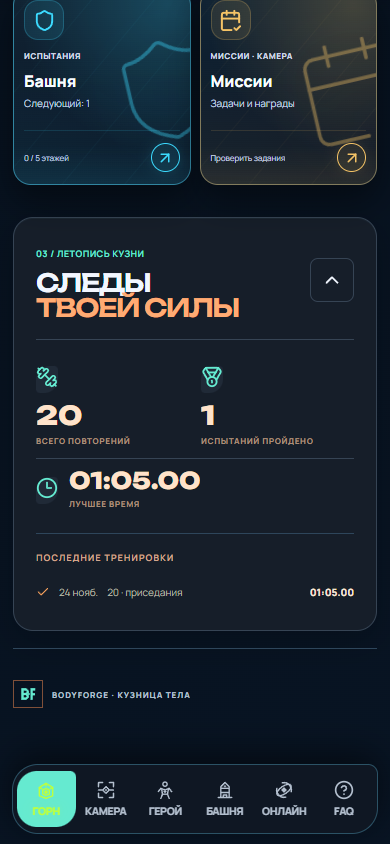 ИСПЫТАНИЯ
Башня
Следующий: 1
0 / 5 этажей
МИССИИ · КАМЕРА
Миссии
Задачи и награды
Проверить задания
03 / ЛЕТОПИСЬ КУЗНИ
СЛЕДЫ
ТВОЕЙ СИЛЫ
20
ВСЕГО ПОВТОРЕНИЙ
1
ИСПЫТАНИЙ ПРОЙДЕНО
01:05.00
ЛУЧШЕЕ ВРЕМЯ
ПОСЛЕДНИЕ ТРЕНИРОВКИ
24 нояб. 20 · приседания 01:05.00
BF BODYFORGE · КУЗНИЦА ТЕЛА
ГОРН КАМЕРА ГЕРОЙ БАШНЯ ОНЛАЙН FAQ